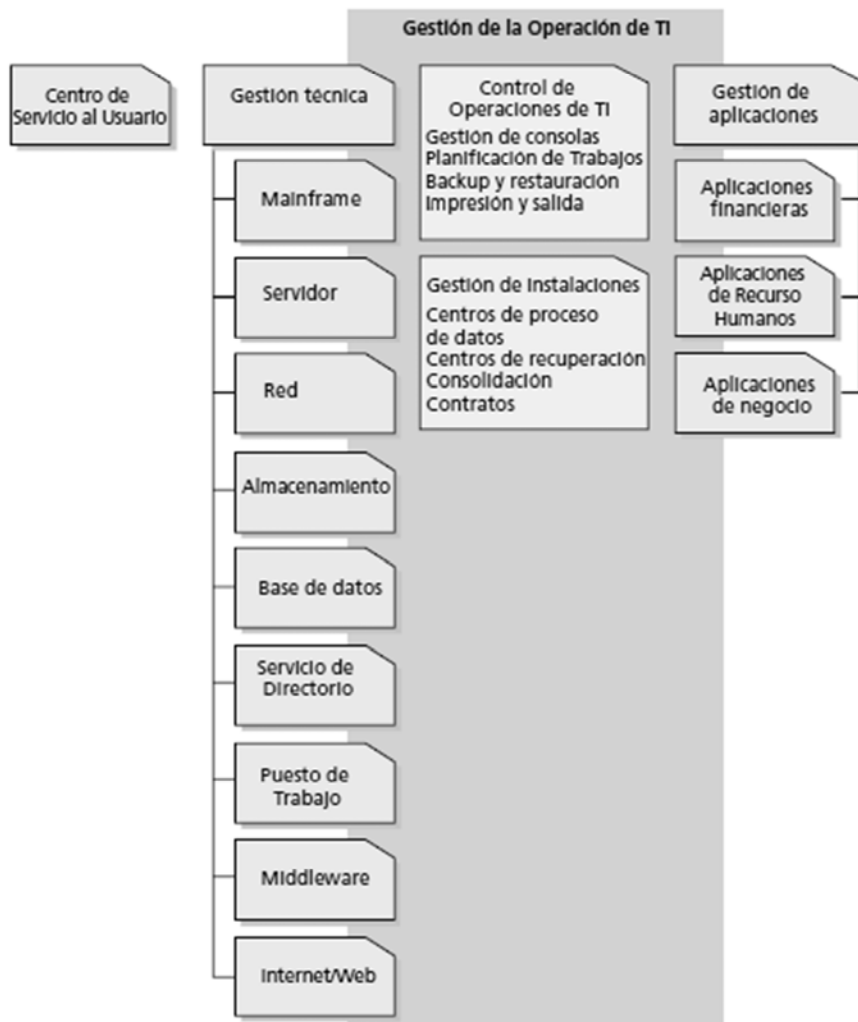 Gestión de la Operación de TI
Centro de
Servicio al Usuario
Gestión técnica
Mainframe
Servidor
Red
Almacenamiento
Base de datos
Servicio de
Directorio
Puesto de
Trabajo
Middleware
Internet/Web
Control de
Operaciones de TI
Gestión de consolas
Planificación de Trabajos
Backup y restauración
Impresión y salida
Gestión de Instalaciones
Centros de proceso
de datos
Centros de recuperación
Consolidación
Contratos
Gestión de
aplicaciones
Aplicaciones
financieras
Aplicaciones
de Recurso
Humanos
Aplicaciones
de negocio